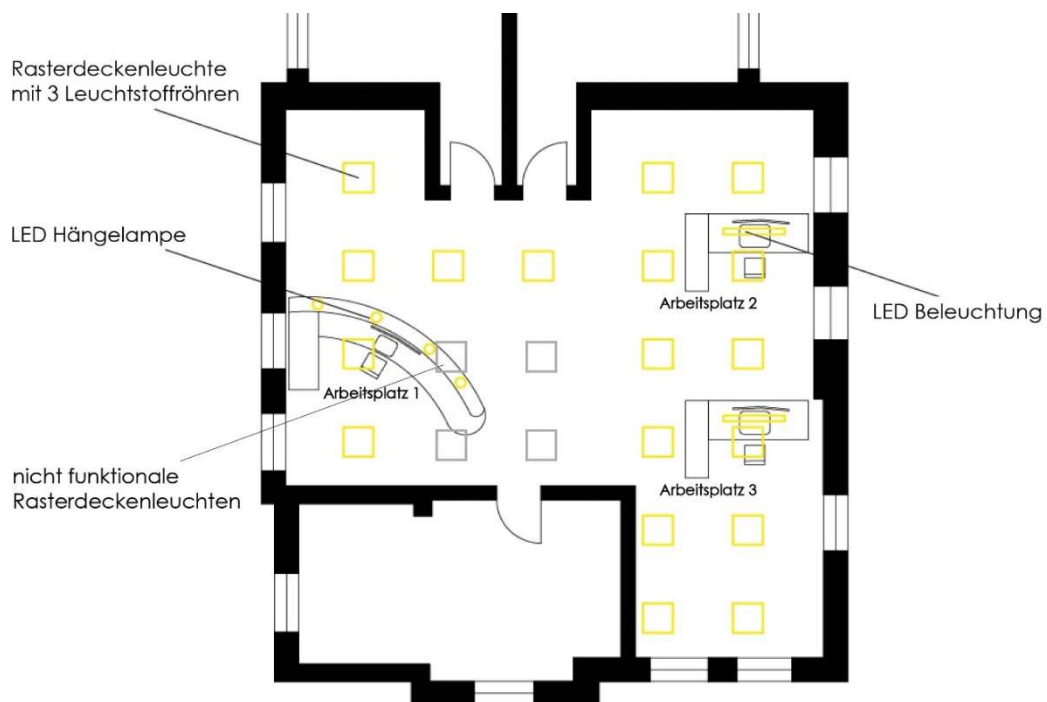 Rasterdeckenleuchte
mit 3 Leuchtstoffröhren
LED Hängelampe
Arbeitsplatz 2
LED Beleuchtung
Arbeitsplatz 1
nicht funktionale
Rasterdeckenleuchten
Arbeitsplatz 3